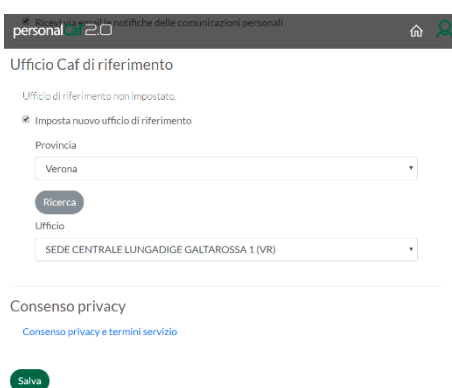 Ricevi via email le notifiche delle comunicazioni personali
personalCaf 2.0
Ufficio Caf di riferimento
Ufficio di riferimento non impostato.
Imposta nuovo ufficio di riferimento
Provincia
Verona
Ricerca
Ufficio
SEDE CENTRALE LUNGADIGE GALTAROSSA 1 (VR)
Consenso privacy
Consenso privacy e termini servizio
Salva